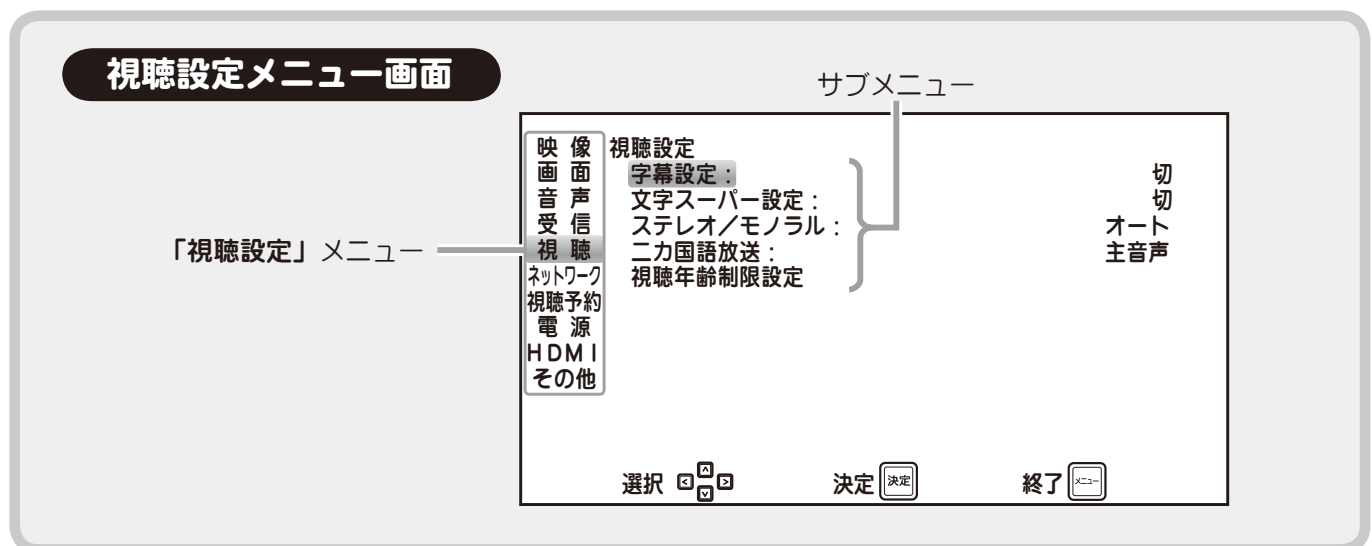 視聴設定メニュー画面
サブメニュー
「視聴設定」メニュー
映 像
画 面
音 声
受 信
視 聴
ネットワーク
視聴予約
電 源
HDMI
その他
視聴設定
字幕設定： 切
文字スーパー設定： 切
ステレオ／モノラル： オート
二カ国語放送： 主音声
視聴年齢制限設定
選択 決定 決定 終了 メニュー